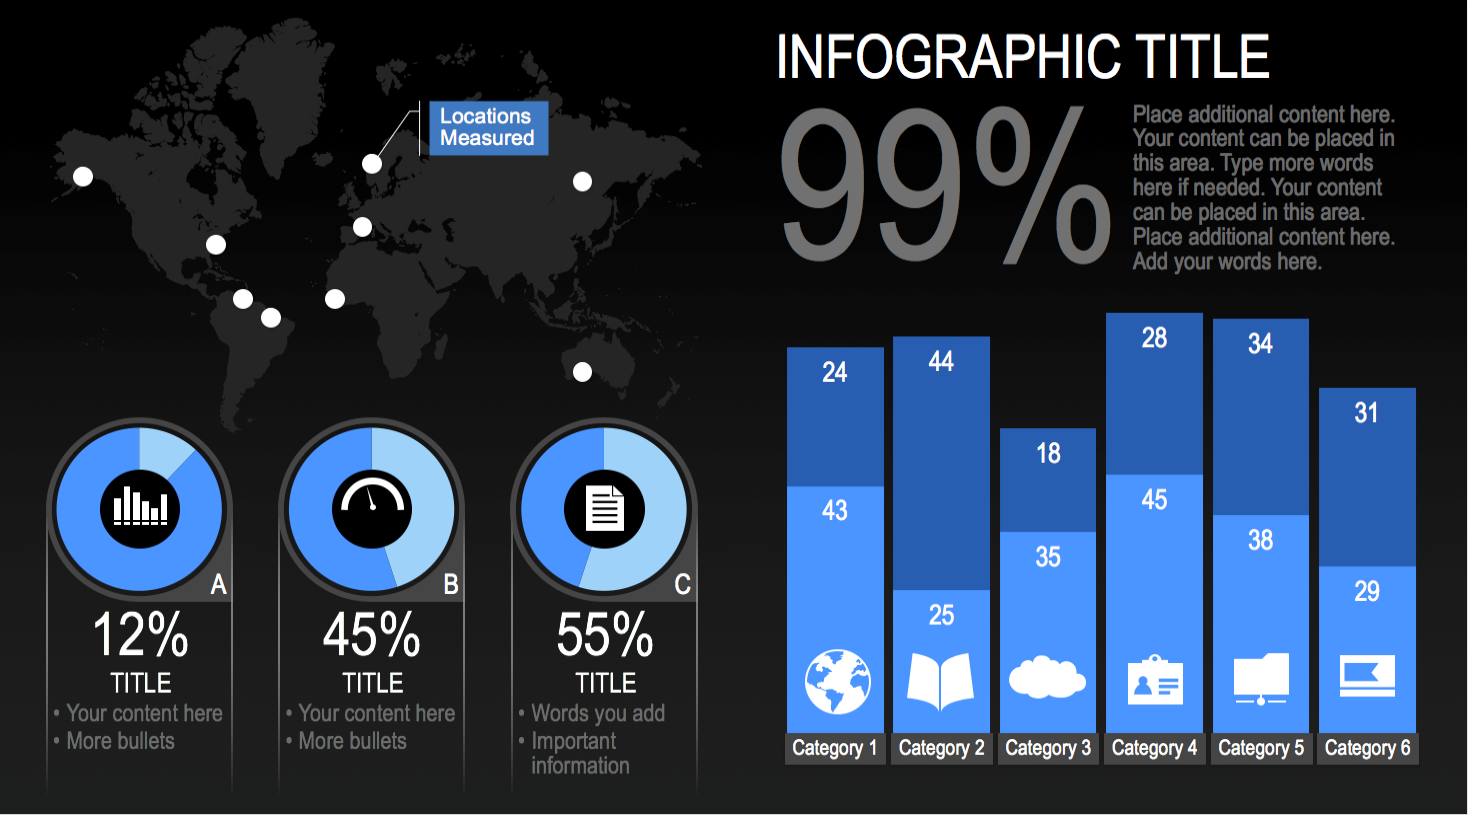 Locations
Measured
A
12%
TITLE
• Your content here
• More bullets
B
45%
TITLE
• Your content here
• More bullets
C
55%
TITLE
• Words you add
• Important
information
INFOGRAPHIC TITLE
99%
Place additional content here.
Your content can be placed in
this area. Type more words
here if needed. Your content
can be placed in this area.
Place additional content here.
Add your words here.
24
44
18
28
34
31
43
25
35
45
38
29
Category 1
Category 2
Category 3
Category 4
Category 5
Category 6